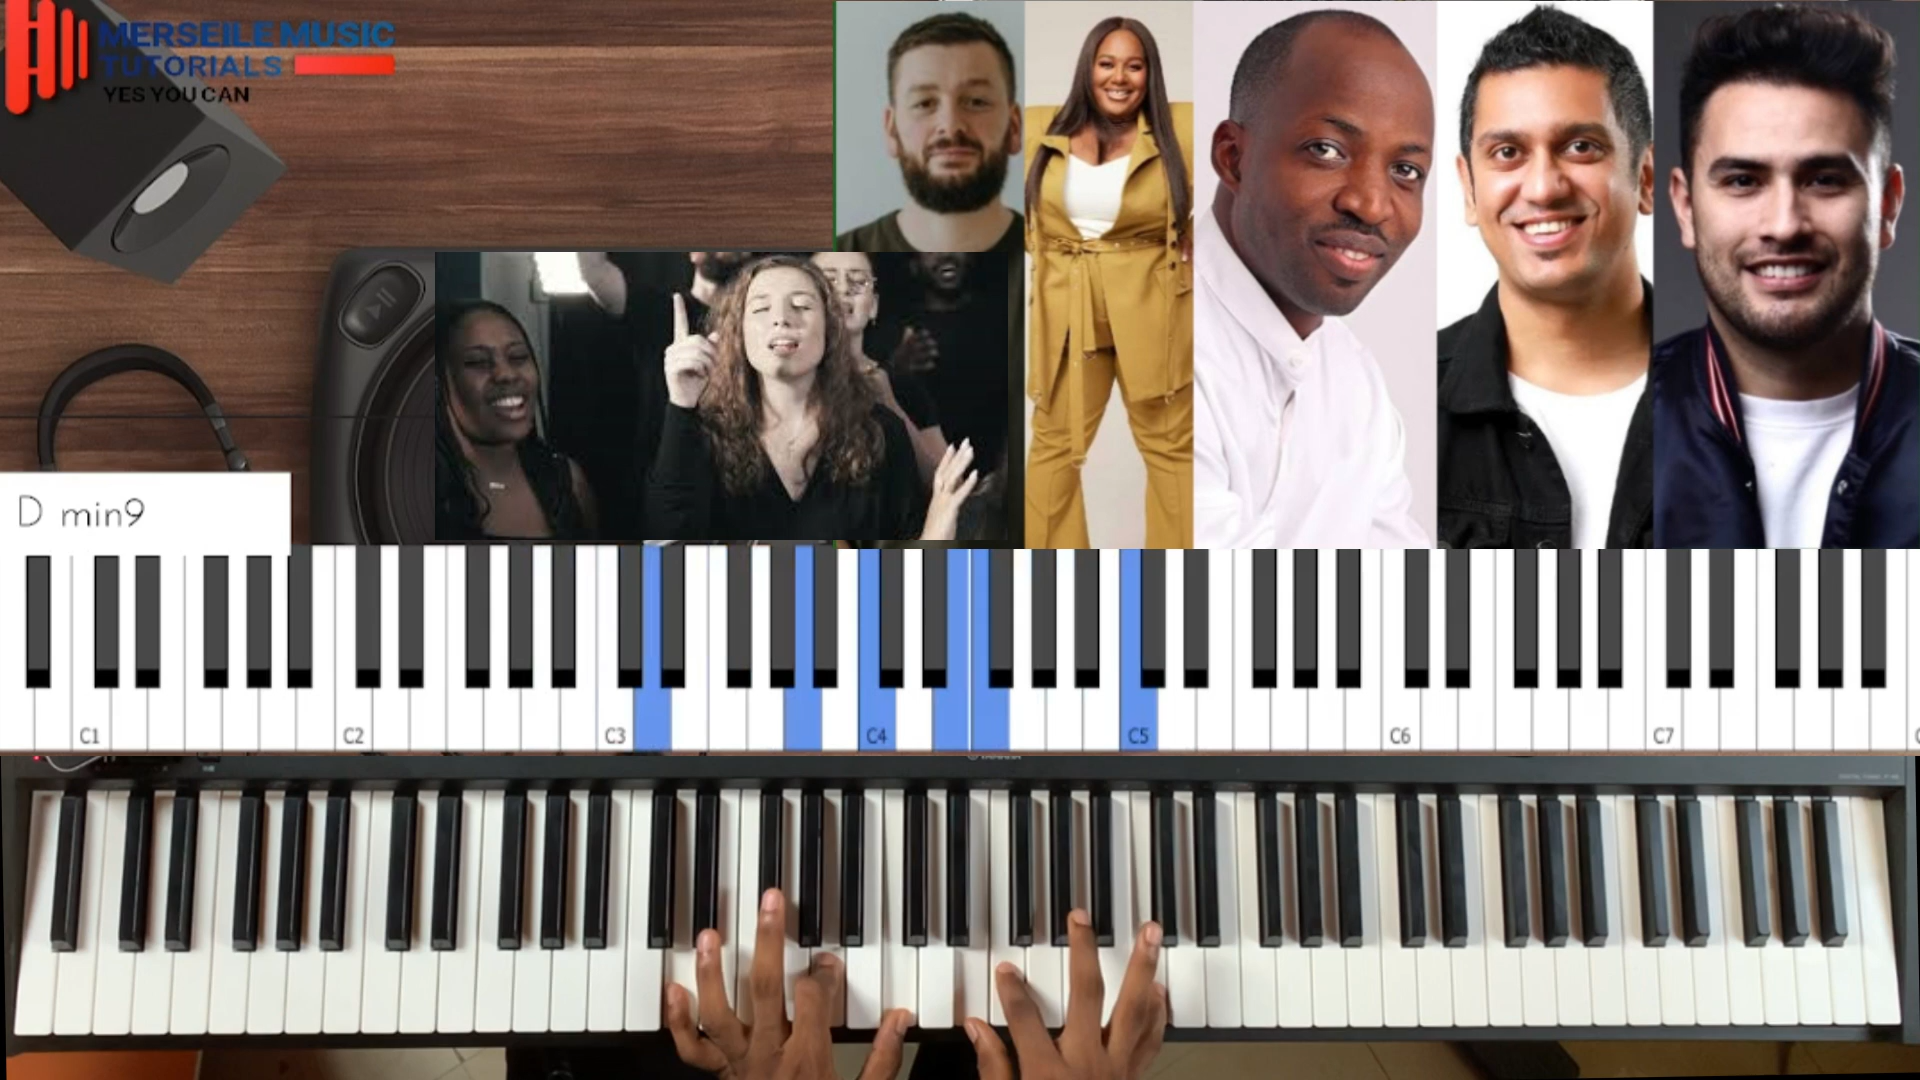 MERSEILE MUSIC
TUTORIALS
YES YOU CAN
D min9
C1 C2 C3 C4 C5 C6 C7